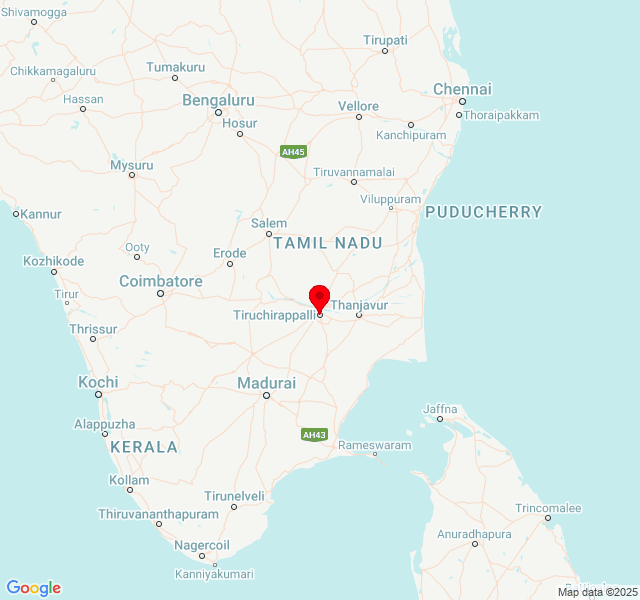 Shivamogga
Tirupati
Tumakuru
Chikkamagaluru
Chennai
Bengaluru
Vellore
Hassan
Thoraipakkam
Hosur
Kanchipuram
AH45
Mysuru
Tiruvannamalai
Viluppuram
Kannur
PUDUCHERRY
Salem
TAMIL NADU
Ooty
Erode
Kozhikode
Coimbatore
Tirur
Thanjavur
Tiruchirappalli
Thrissur
Kochi
Madurai
Jaffna
Alappuzha
AH43
KERALA
Rameswaram
Kollam
Tirunelveli
Thiruvananthapuram
Trincomalee
Anuradhapura
Nagercoil
Kanniyakumari
Google
Map data ©2025